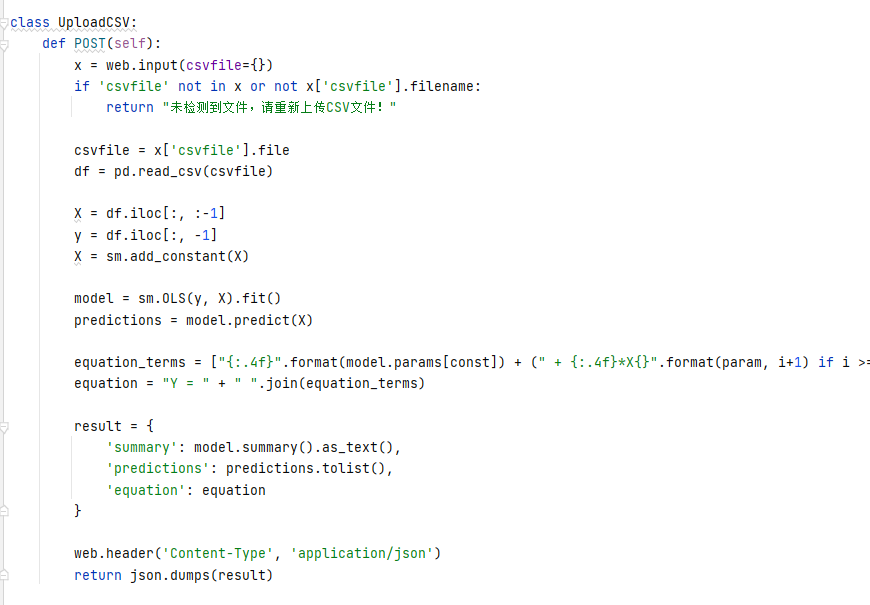 class UploadCSV:
    def POST(self):
        x = web.input(csvfile={})
        if 'csvfile' not in x or not x['csvfile'].filename:
            return "未检测到文件，请重新上传CSV文件！"

        csvfile = x['csvfile'].file
        df = pd.read_csv(csvfile)

        X = df.iloc[:, :-1]
        y = df.iloc[:, -1]
        X = sm.add_constant(X)

        model = sm.OLS(y, X).fit()
        predictions = model.predict(X)

        equation_terms = ["{:.4f}".format(model.params[const]) + (" + {:.4f}*X{}".format(param, i+1) if i >=
        equation = "Y = " + " ".join(equation_terms)

        result = {
            'summary': model.summary().as_text(),
            'predictions': predictions.tolist(),
            'equation': equation
        }

        web.header('Content-Type', 'application/json')
        return json.dumps(result)